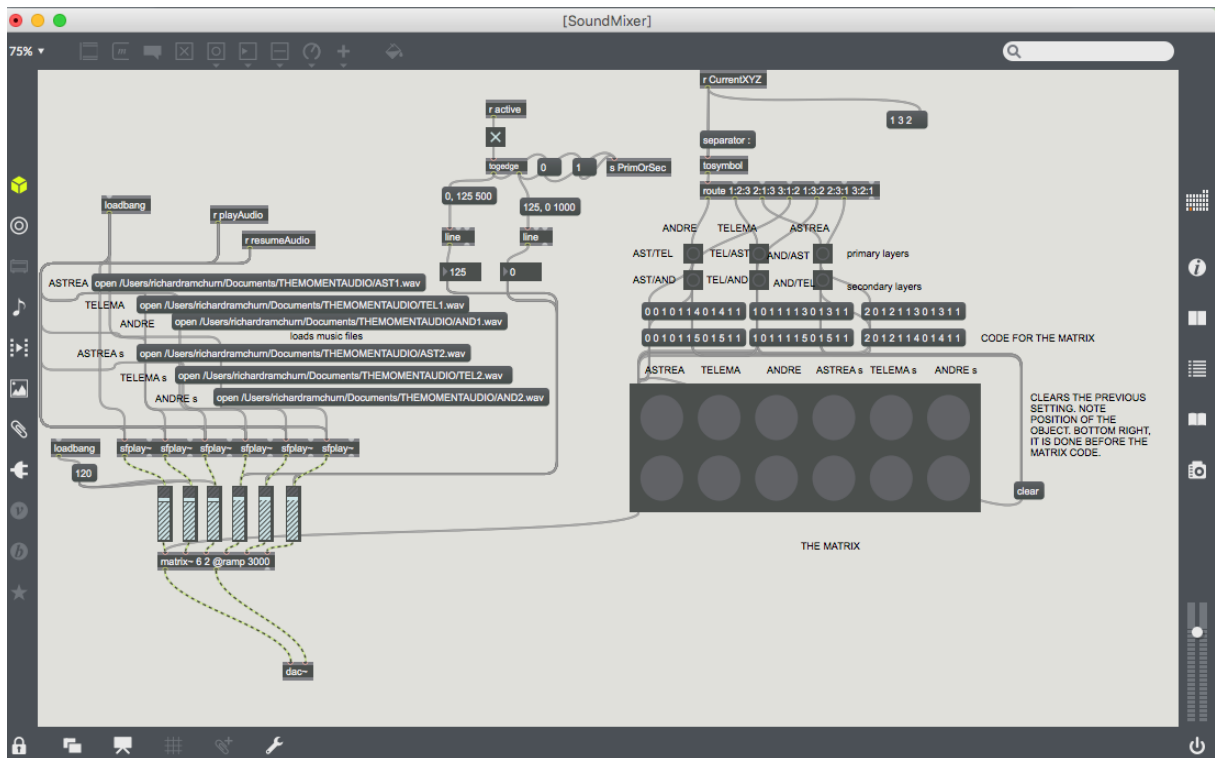 [SoundMixer]
75% ▼
r CurrentXYZ
r active
1 3 2
separator :
togedge
0
1
s PrimOrSec
tosymbol
0, 125 500
125, 0 1000
route 1:2:3 2:1:3 3:1:2 1:3:2 2:3:1 3:2:1
loadbang
r playAudio
r resumeAudio
line
line
ANDRE
TELEMA
ASTREA
AST/TEL
TEL/AST
AND/AST
primary layers
125
0
AST/AND
TEL/AND
AND/TEL
secondary layers
ASTREA
open /Users/richardramchurn/Documents/THEMOMENTAUDIO/AST1.wav
TELEMA
open /Users/richardramchurn/Documents/THEMOMENTAUDIO/TEL1.wav
ANDRE
open /Users/richardramchurn/Documents/THEMOMENTAUDIO/AND1.wav
loads music files
ASTREA s
open /Users/richardramchurn/Documents/THEMOMENTAUDIO/AST2.wav
TELEMA s
open /Users/richardramchurn/Documents/THEMOMENTAUDIO/TEL2.wav
ANDRE s
open /Users/richardramchurn/Documents/THEMOMENTAUDIO/AND2.wav
0 0 1 0 1 1 4 0 1 4 1 1
1 0 1 1 1 1 3 0 1 3 1 1
2 0 1 2 1 1 3 0 1 3 1 1
0 0 1 0 1 1 5 0 1 5 1 1
1 0 1 1 1 1 5 0 1 5 1 1
2 0 1 2 1 1 4 0 1 4 1 1
CODE FOR THE MATRIX
ASTREA
TELEMA
ANDRE
ASTREA s
TELEMA s
ANDRE s
CLEARS THE PREVIOUS
SETTING. NOTE
POSITION OF THE
OBJECT. BOTTOM RIGHT,
IT IS DONE BEFORE THE
MATRIX CODE.
loadbang
sfplay~
sfplay~
sfplay~
sfplay~
sfplay~
sfplay~
120
clear
THE MATRIX
matrix~ 6 2 @ramp 3000
dac~